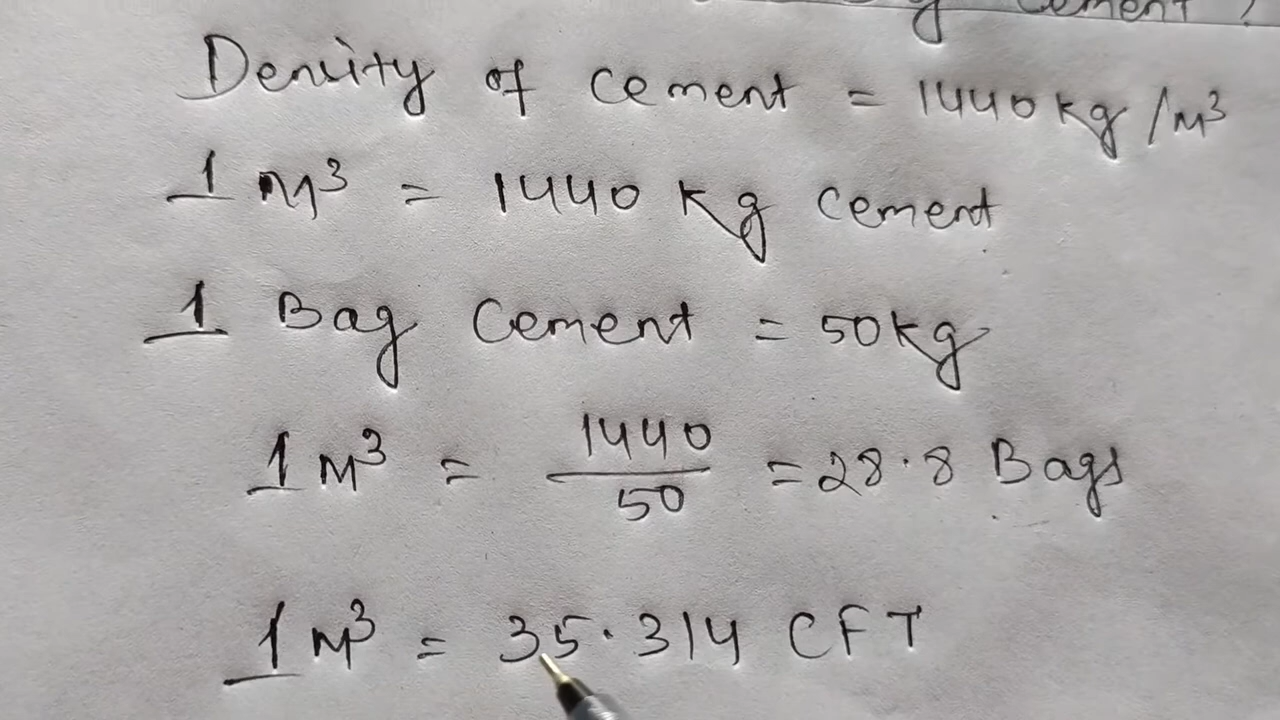 Cement ?
Density of cement = 1440 kg/m³
1 m³ = 1440 kg cement
1 Bag Cement = 50kg
1 m³ = 1440/50 = 28.8 Bags
1 m³ = 35.314 CFT